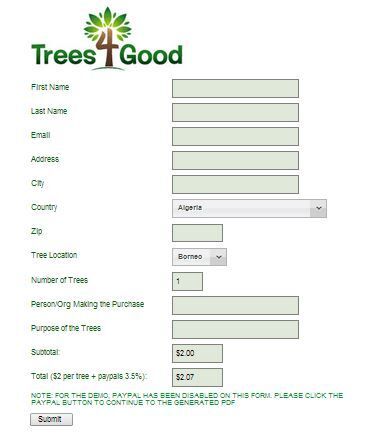 Trees 4 Good
First Name
Last Name
Email
Address
City
Country Algeria
Zip
Tree Location Borneo
Number of Trees 1
Person/Org Making the Purchase
Purpose of the Trees
Subtotal: $2.00
Total ($2 per tree + paypals 3.5%): $2.07
NOTE: FOR THE DEMO, PAYPAL HAS BEEN DISABLED ON THIS FORM. PLEASE CLICK THE
PAYPAL BUTTON TO CONTINUE TO THE GENERATED PDF
Submit